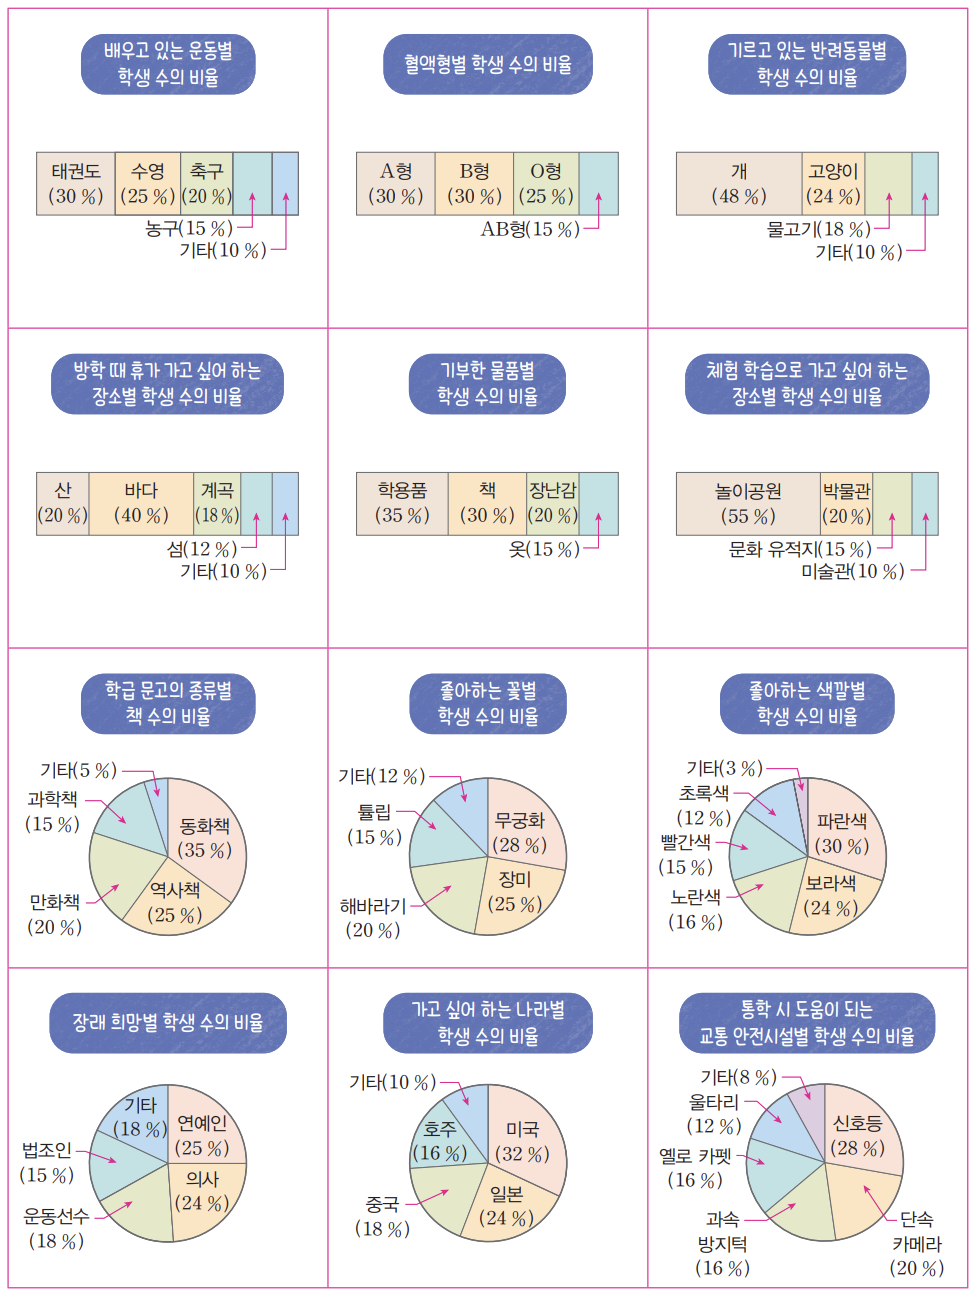 배우고 있는 운동별
학생 수의 비율
태권도
(30 %)
수영
(25 %)
축구
(20 %)
농구(15 %)
기타(10 %)
혈액형별 학생 수의 비율
A형
(30 %)
B형
(30 %)
O형
(25 %)
AB형(15 %)
기르고 있는 반려동물별
학생 수의 비율
개
(48 %)
고양이
(24 %)
물고기(18 %)
기타(10 %)
방학 때 휴가 가고 싶어 하는
장소별 학생 수의 비율
산
(20 %)
바다
(40 %)
계곡
(18 %)
섬(12 %)
기타(10 %)
기부한 물품별
학생 수의 비율
학용품
(35 %)
책
(30 %)
장난감
(20 %)
옷(15 %)
체험 학습으로 가고 싶어 하는
장소별 학생 수의 비율
놀이공원
(55 %)
박물관
(20 %)
문화 유적지(15 %)
미술관(10 %)
학급 문고의 종류별
책 수의 비율
기타(5 %)
과학책
(15 %)
동화책
(35 %)
역사책
(25 %)
만화책
(20 %)
좋아하는 꽃별
학생 수의 비율
기타(12 %)
튤립
(15 %)
무궁화
(28 %)
장미
(25 %)
해바라기
(20 %)
좋아하는 색깔별
학생 수의 비율
기타(3 %)
초록색
(12 %)
파란색
(30 %)
빨간색
(15 %)
보라색
(24 %)
노란색
(16 %)
장래 희망별 학생 수의 비율
기타
(18 %)
연예인
(25 %)
법조인
(15 %)
의사
(24 %)
운동선수
(18 %)
가고 싶어 하는 나라별
학생 수의 비율
기타(10 %)
호주
(16 %)
미국
(32 %)
일본
(24 %)
중국
(18 %)
통학 시 도움이 되는
교통 안전시설별 학생 수의 비율
기타(8 %)
울타리
(12 %)
신호등
(28 %)
옐로 카펫
(16 %)
과속
방지턱
(16 %)
단속
카메라
(20 %)